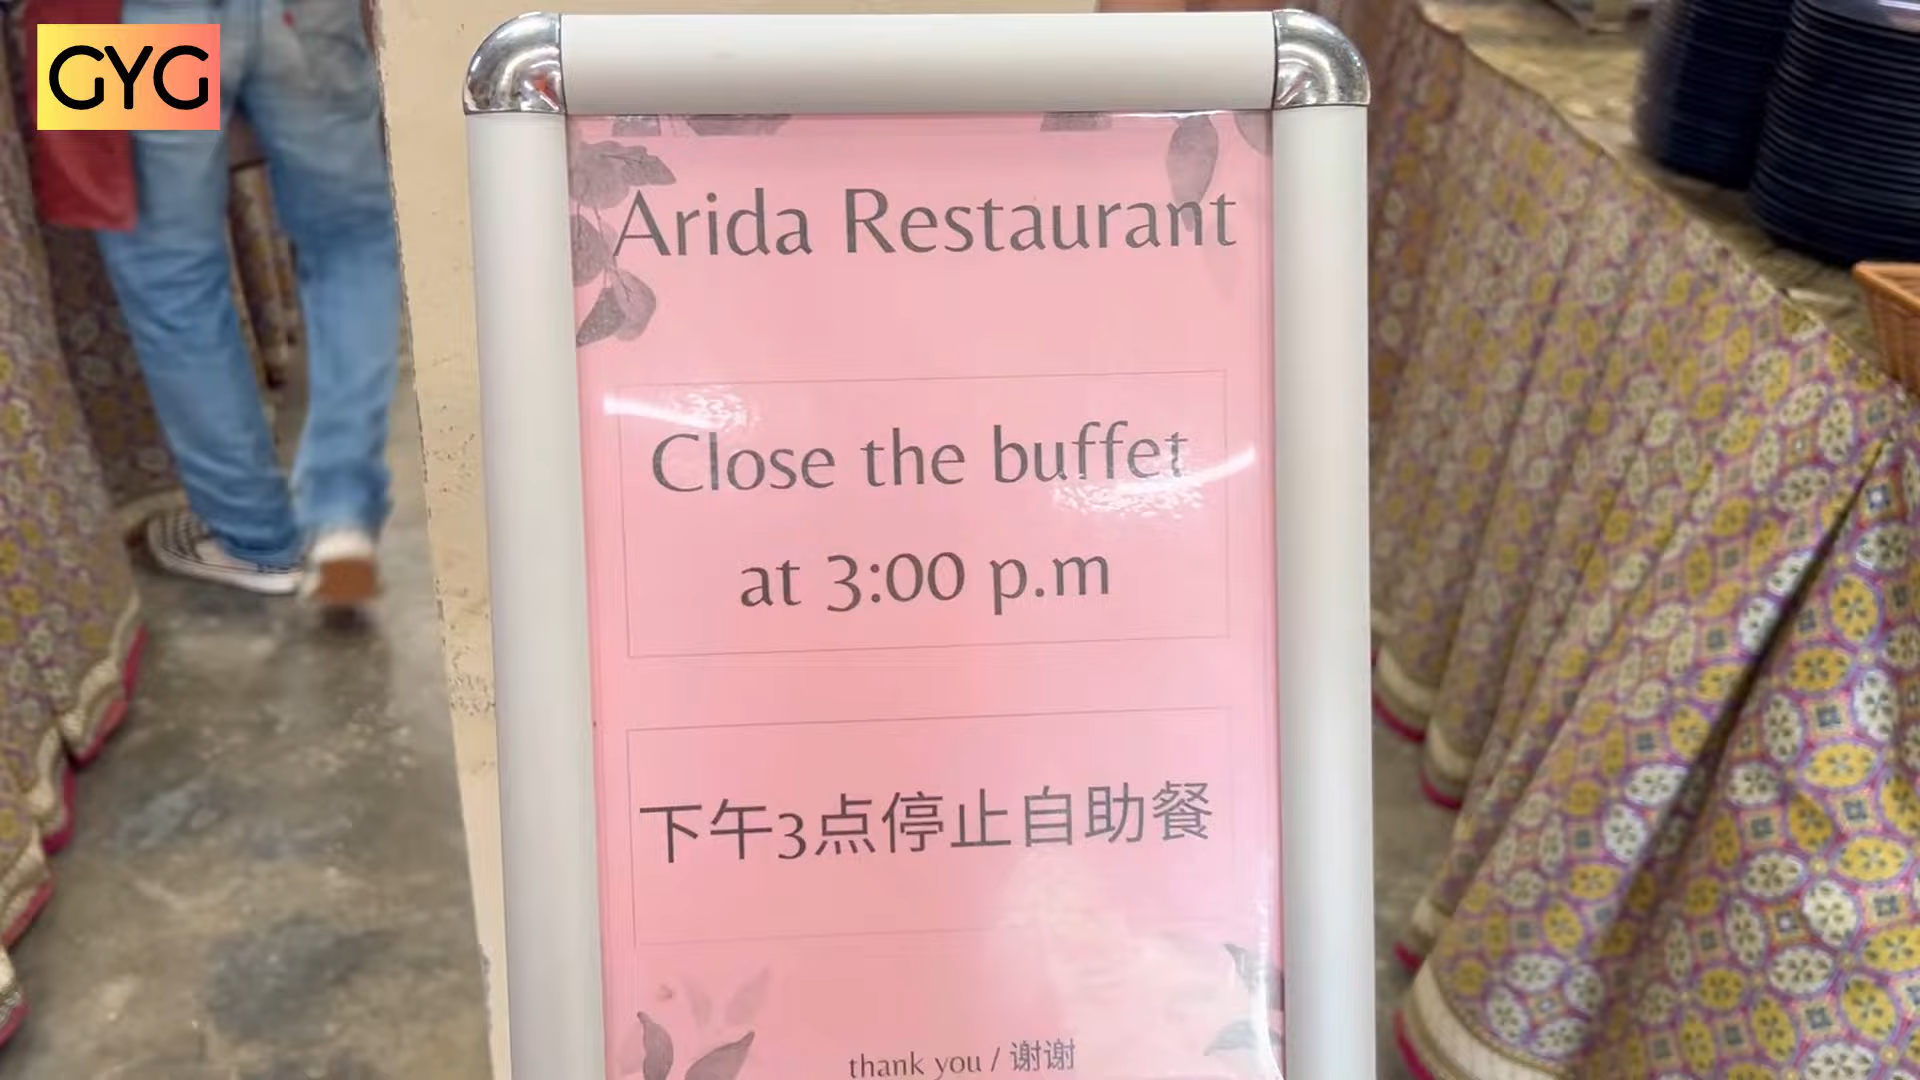 GYG
Arida Restaurant
Close the buffet
at 3:00 p.m
下午3点停止自助餐
thank you / 谢谢